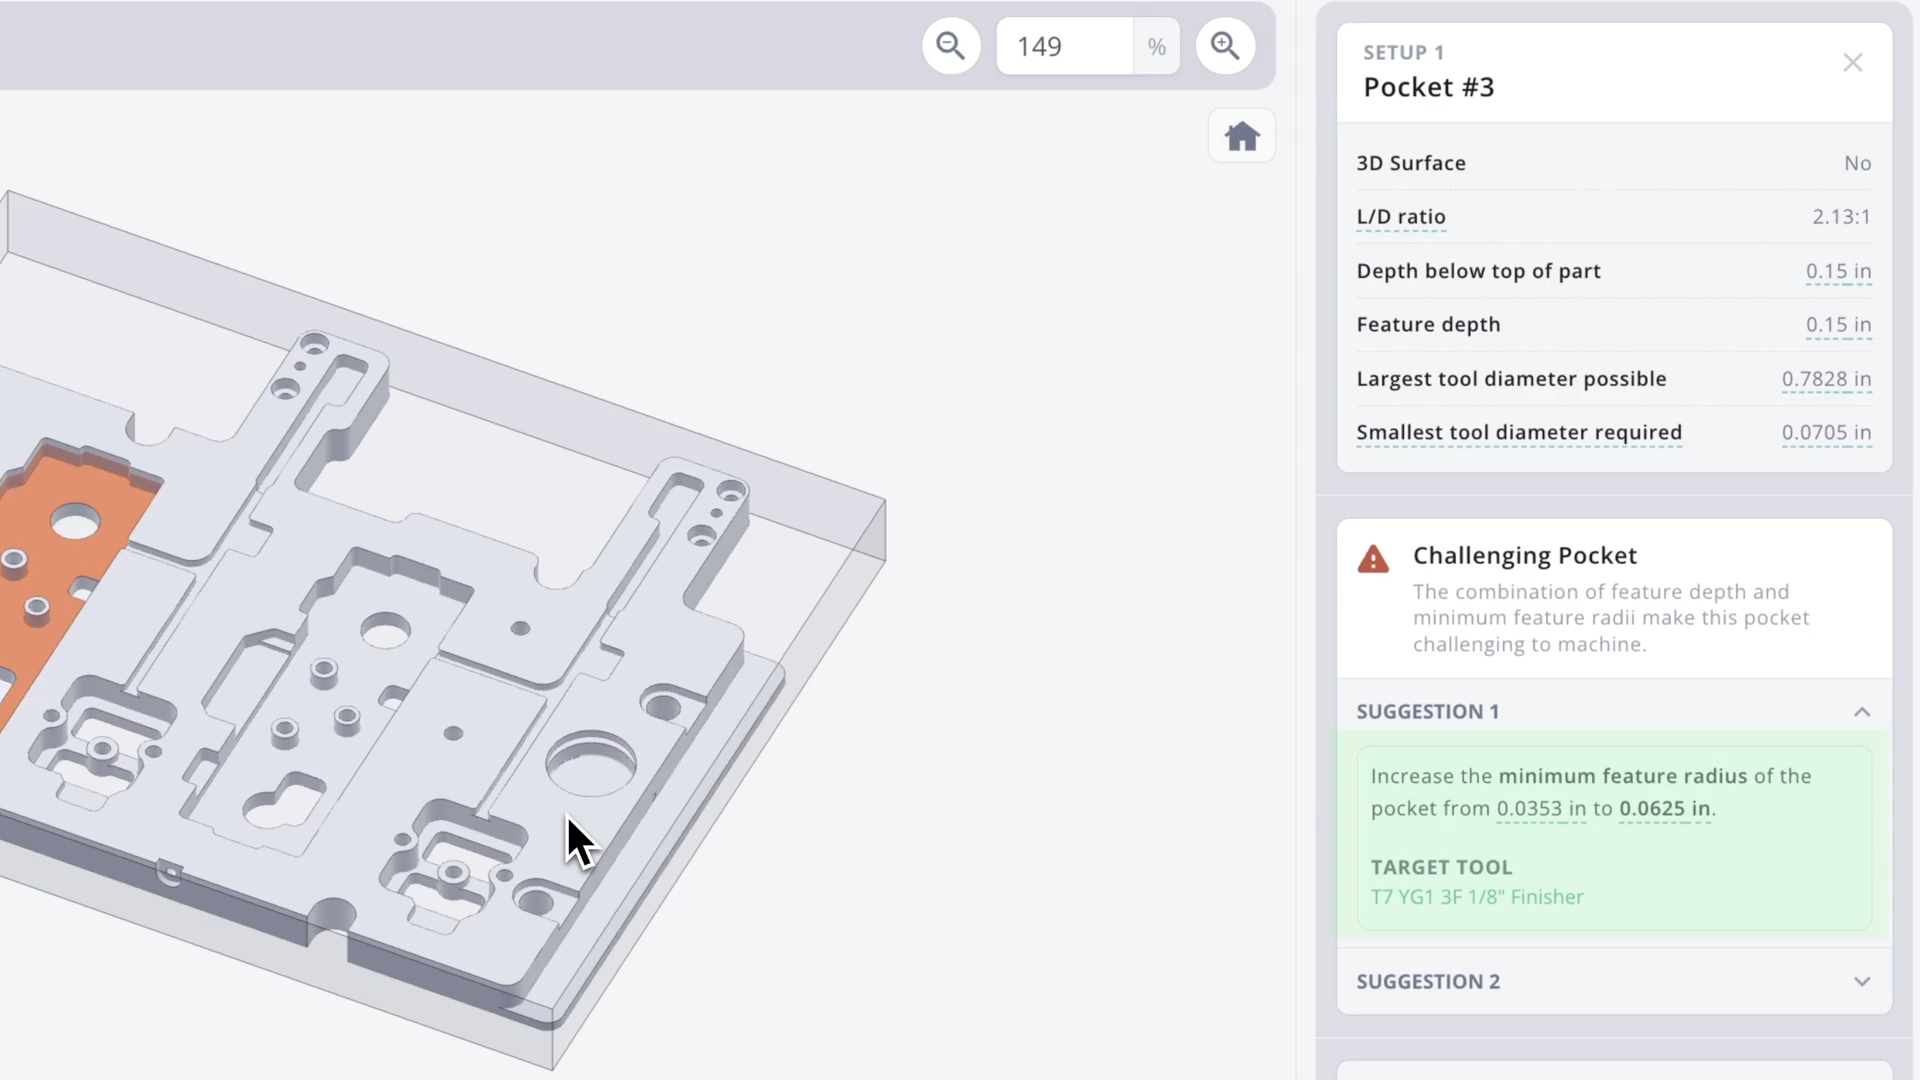 149 %
SETUP 1
Pocket #3
3D Surface No
L/D ratio 2.13:1
Depth below top of part 0.15 in
Feature depth 0.15 in
Largest tool diameter possible 0.7828 in
Smallest tool diameter required 0.0705 in
Challenging Pocket
The combination of feature depth and
minimum feature radii make this pocket
challenging to machine.
SUGGESTION 1
Increase the minimum feature radius of the
pocket from 0.0353 in to 0.0625 in.
TARGET TOOL
T7 YG1 3F 1/8" Finisher
SUGGESTION 2